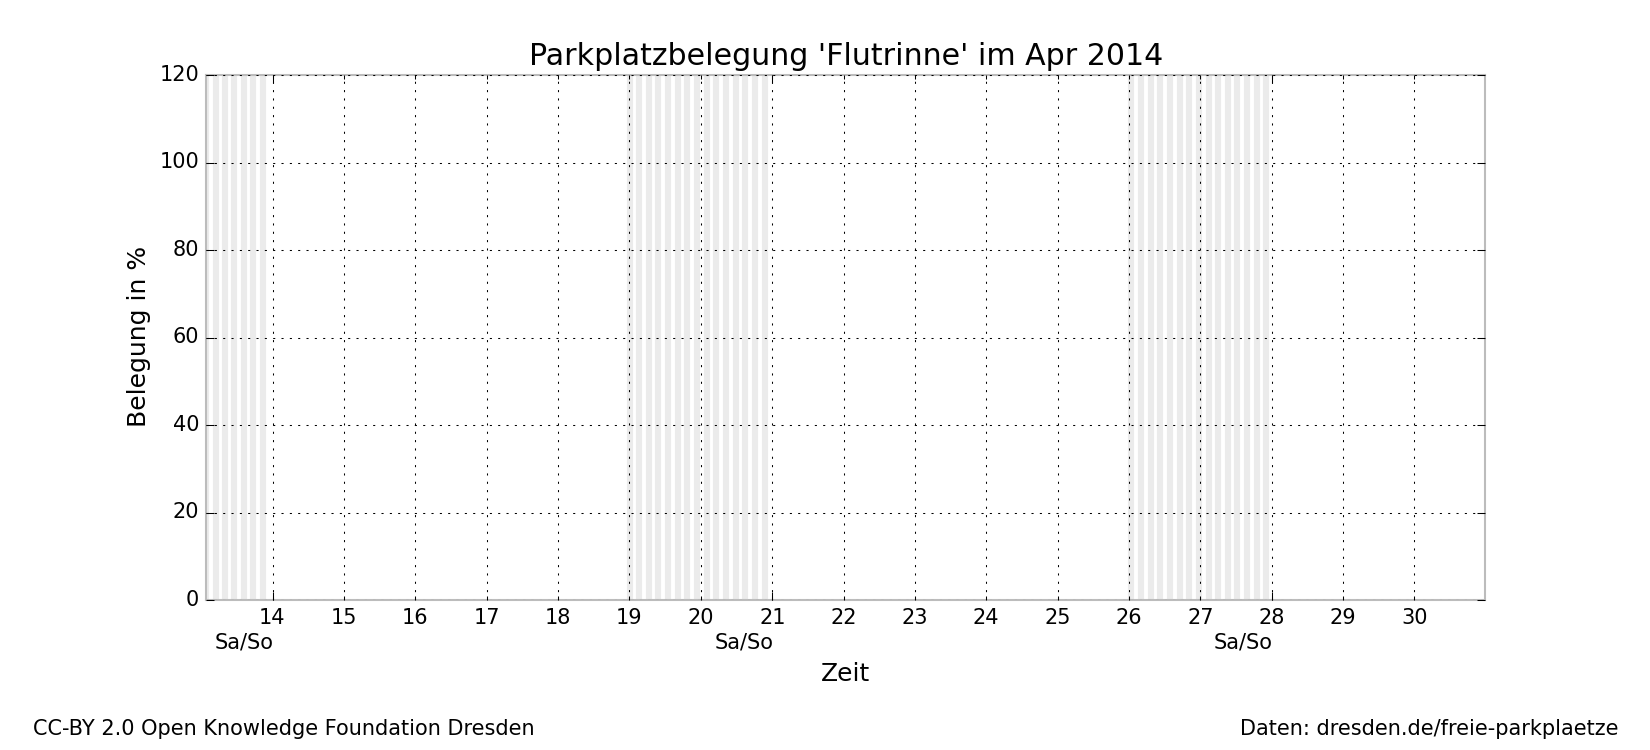 Parkplatzbelegung 'Flutrinne' im Apr 2014
120
100
80
60
40
20
0
Belegung in %
14 15 16 17 18 19 20 21 22 23 24 25 26 27 28 29 30
Sa/So Sa/So Sa/So
Zeit
CC-BY 2.0 Open Knowledge Foundation Dresden
Daten: dresden.de/freie-parkplaetze